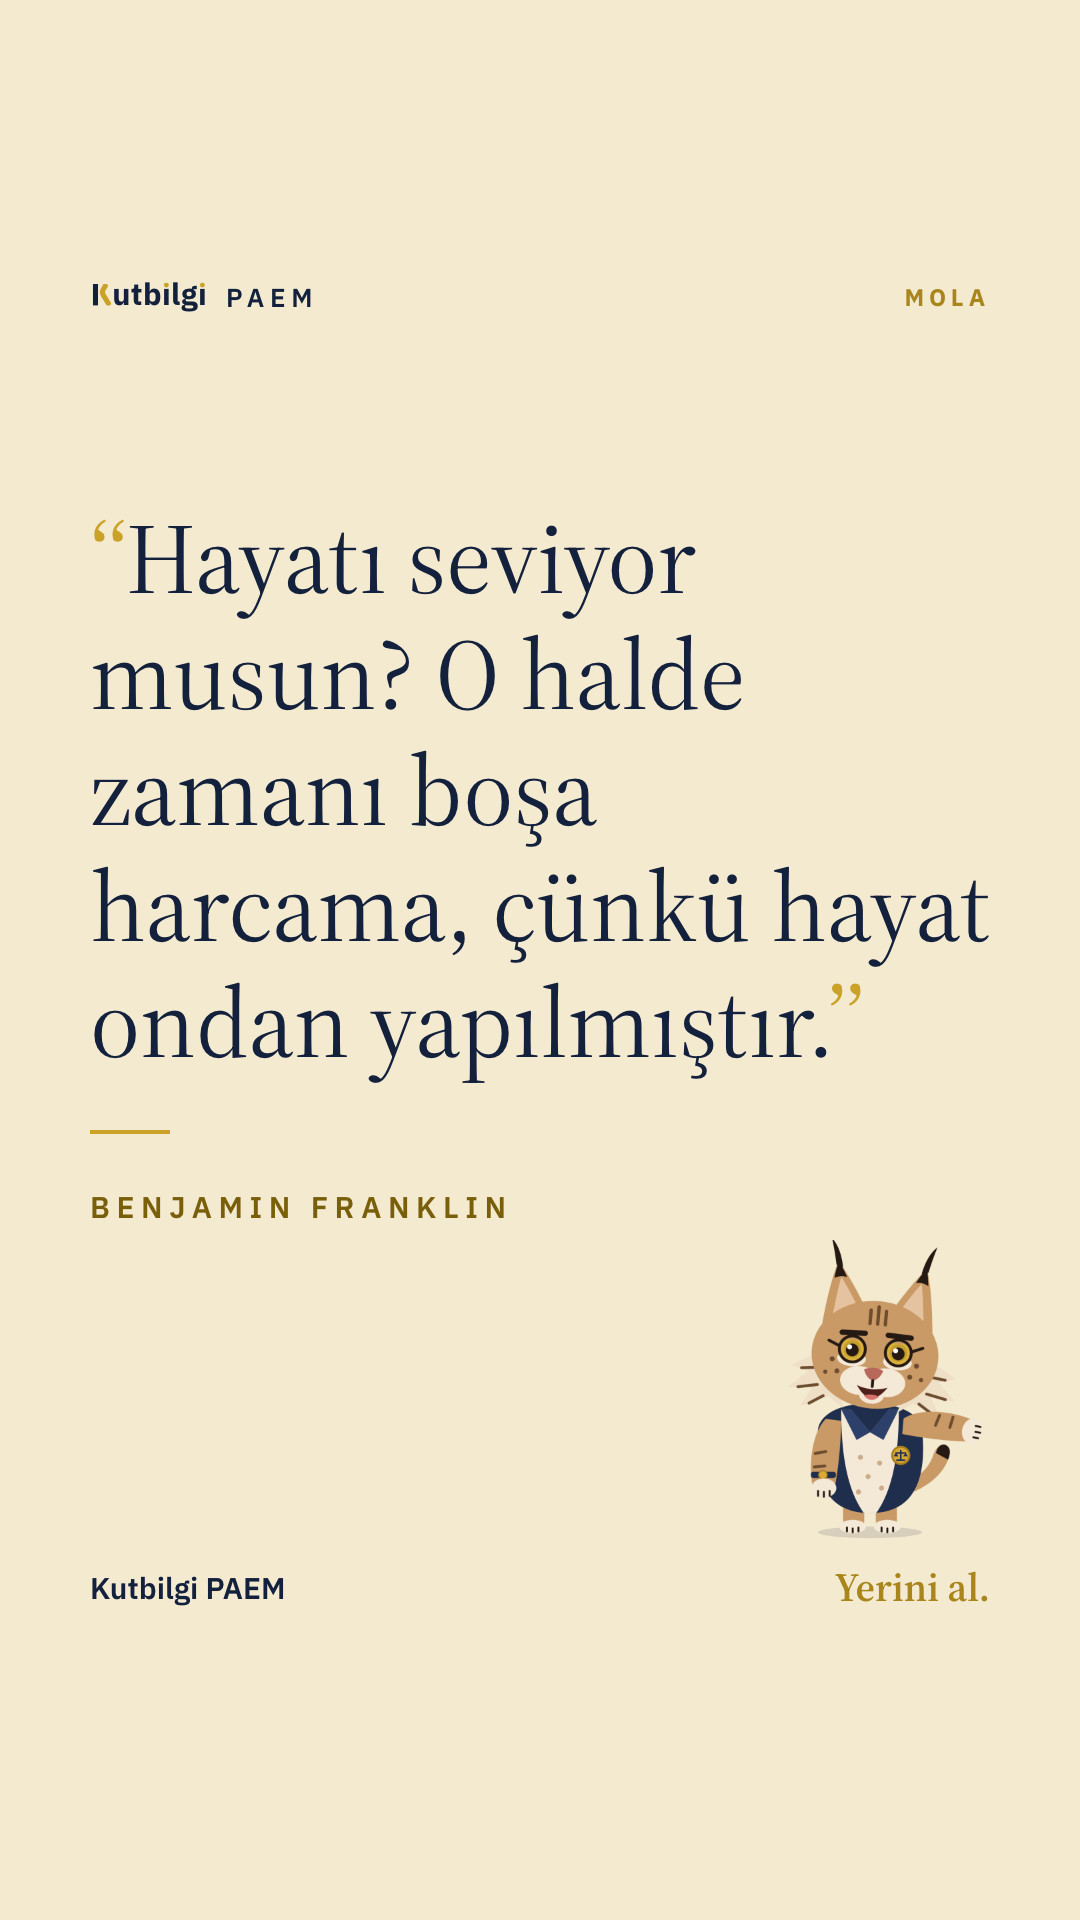 Kutbilgi PAEM
MOLA
“Hayatı seviyor
musun? O halde
zamanı boşa
harcama, çünkü hayat
ondan yapılmıştır.”
BENJAMIN FRANKLIN
Kutbilgi PAEM
Yerini al.